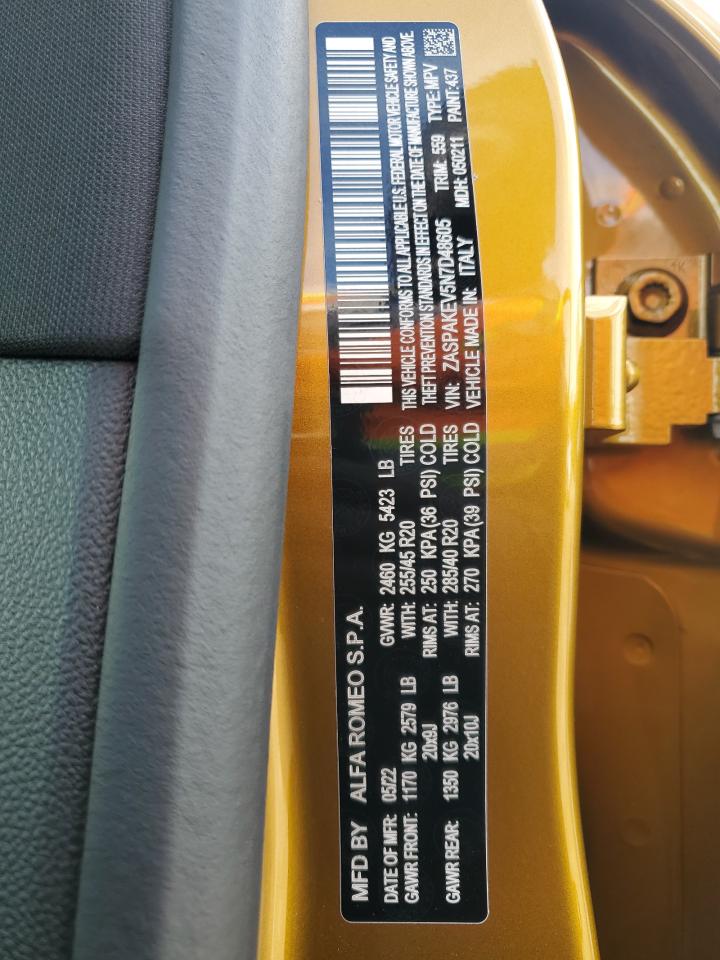 MFD BY ALFA ROMEO S.P.A.
DATE OF MFR: 05/22 GVWR: 2460 KG 5423 LB
GAWR FRONT: 1170 KG 2579 LB WITH: 255/45 R20 TIRES
20x9J RIMS AT: 250 KPA (36 PSI) COLD
GAWR REAR: 1350 KG 2976 LB WITH: 285/40 R20 TIRES
20x10J RIMS AT: 270 KPA (39 PSI) COLD
THIS VEHICLE CONFORMS TO ALL APPLICABLE U.S. FEDERAL MOTOR VEHICLE SAFETY AND
THEFT PREVENTION STANDARDS IN EFFECT ON THE DATE OF MANUFACTURE SHOWN ABOVE.
VIN: ZASPAKEV5N7D48605 TRIM: 559 TYPE: MPV
VEHICLE MADE IN: ITALY MDH: 050211 PAINT: 437